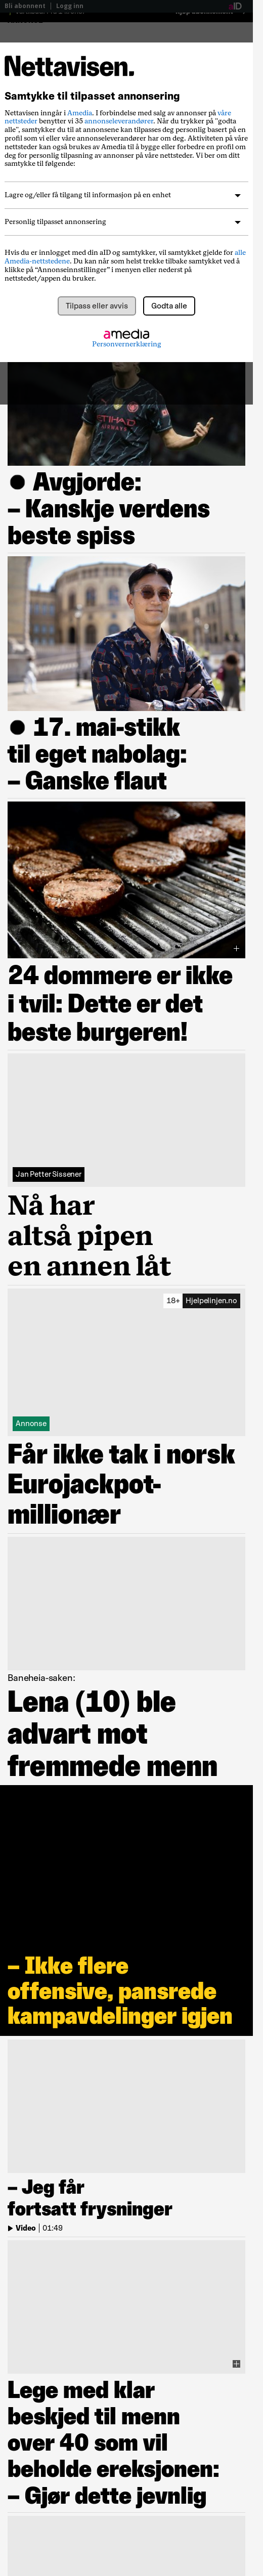 Bli abonnent | Logg inn
aID
Nettavisen.
Samtykke til tilpasset annonsering
Nettavisen inngår i Amedia. I forbindelse med salg av annonser på våre
nettsteder benytter vi 35 annonseleverandører. Når du trykker på "godta
alle", samtykker du til at annonsene kan tilpasses deg personlig basert på en
profil som vi eller våre annonseleverandører har om deg. Aktiviteten på våre
nettsteder kan også brukes av Amedia til å bygge eller forbedre en profil om
deg for personlig tilpasning av annonser på våre nettsteder. Vi ber om ditt
samtykke til følgende:
Lagre og/eller få tilgang til informasjon på en enhet
Personlig tilpasset annonsering
Hvis du er innlogget med din aID og samtykker, vil samtykket gjelde for alle
Amedia-nettstedene. Du kan når som helst trekke tilbake samtykket ved å
klikke på “Annonseinnstillinger” i menyen eller nederst på
nettstedet/appen du bruker.
Tilpass eller avvis
Godta alle
amedia
Personvernerklæring
ETIHAD
AIRWAYS
● Avgjorde:
– Kanskje verdens
beste spiss
● 17. mai-stikk
til eget nabolag:
– Ganske flaut
24 dommere er ikke
i tvil: Dette er det
beste burgeren!
Jan Petter Sissener
Nå har
altså pipen
en annen låt
18+ Hjelpelinjen.no
Annonse
Får ikke tak i norsk
Eurojackpot-
millionær
Baneheia-saken:
Lena (10) ble
advart mot
fremmede menn
– Ikke flere
offensive, pansrede
kampavdelinger igjen
– Jeg får
fortsatt frysninger
Video | 01:49
Lege med klar
beskjed til menn
over 40 som vil
beholde ereksjonen:
– Gjør dette jevnlig